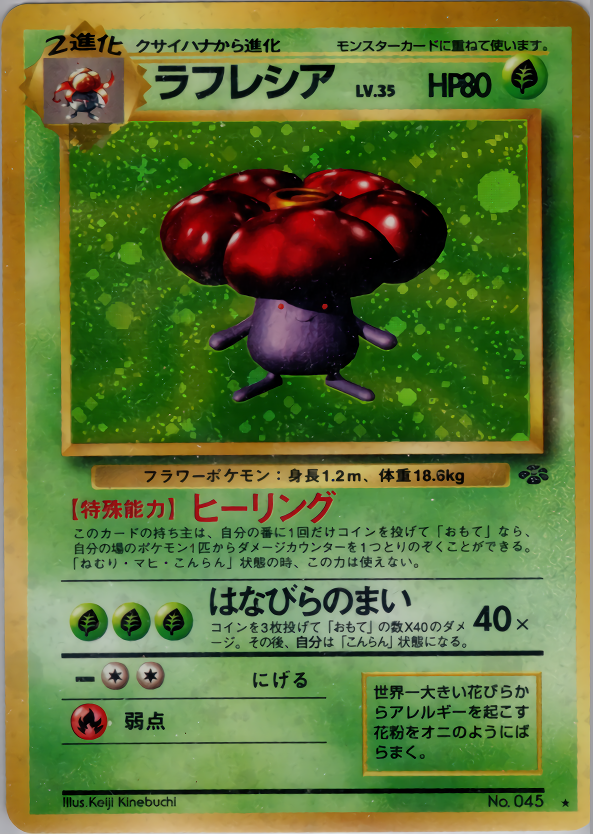 2進化 クサイハナから進化 モンスターカードに重ねて使います。
ラフレシア LV.35 HP80
フラワーポケモン:身長1.2m、体重18.6kg
【特殊能力】ヒーリング
このカードの持ち主は、自分の番に1回だけコインを投げて「おもて」なら、
自分の場のポケモン1匹からダメージカウンターを1つとりのぞくことができる。
「ねむり・マヒ・こんらん」状態の時、この力は使えない。
はなびらのまい
コインを3枚投げて「おもて」の数X40のダメ
ージ。その後、自分は「こんらん」状態になる。
40×
にげる
弱点
世界一大きい花びらか
らアレルギーを起こす
花粉をオニのようにば
らまく。
Illus.Keiji Kinebuchi No. 045 ★